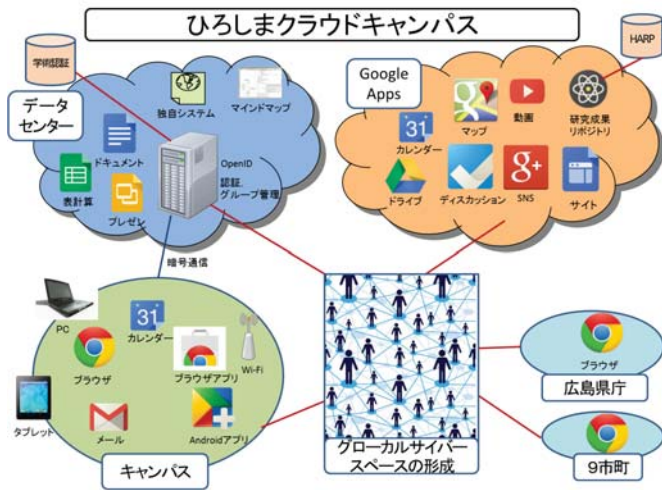 ひろしまクラウドキャンパス
学術認証
HARP
データ
センター
独自システム
マインドマップ
ドキュメント
OpenID
認証、
グループ管理
表計算
プレゼン
Google
Apps
31
カレンダー
マップ
動画
研究成果
リポジトリ
ドライブ
ディスカッション
g+
SNS
サイト
暗号通信
PC
31
カレンダー
ブラウザ
ブラウザアプリ
Wi-Fi
タブレット
メール
Androidアプリ
キャンパス
グローカルサイバー
スペースの形成
ブラウザ
広島県庁
9市町